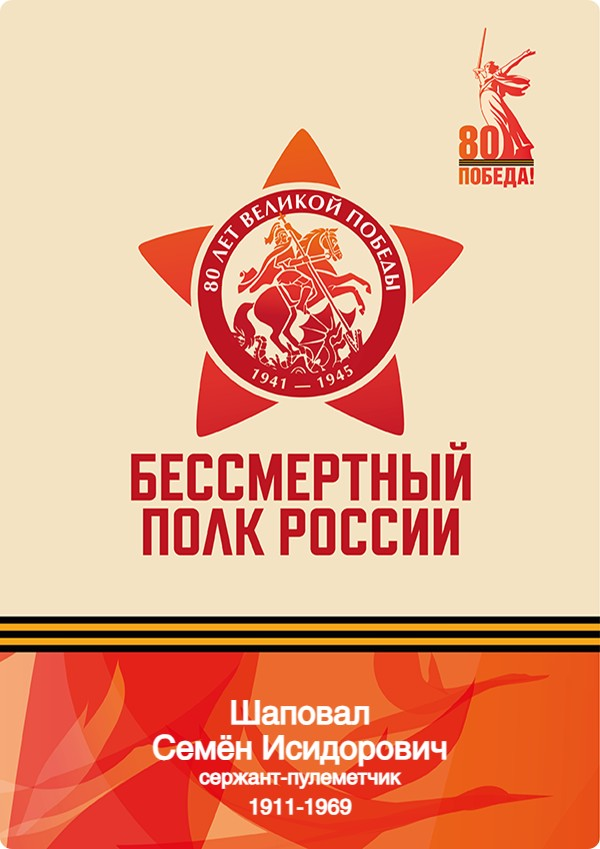 80
ПОБЕДА!
80 ЛЕТ ВЕЛИКОЙ ПОБЕДЫ
1941 — 1945
БЕССМЕРТНЫЙ
ПОЛК РОССИИ
Шаповал
Семён Исидорович
сержант-пулеметчик
1911-1969